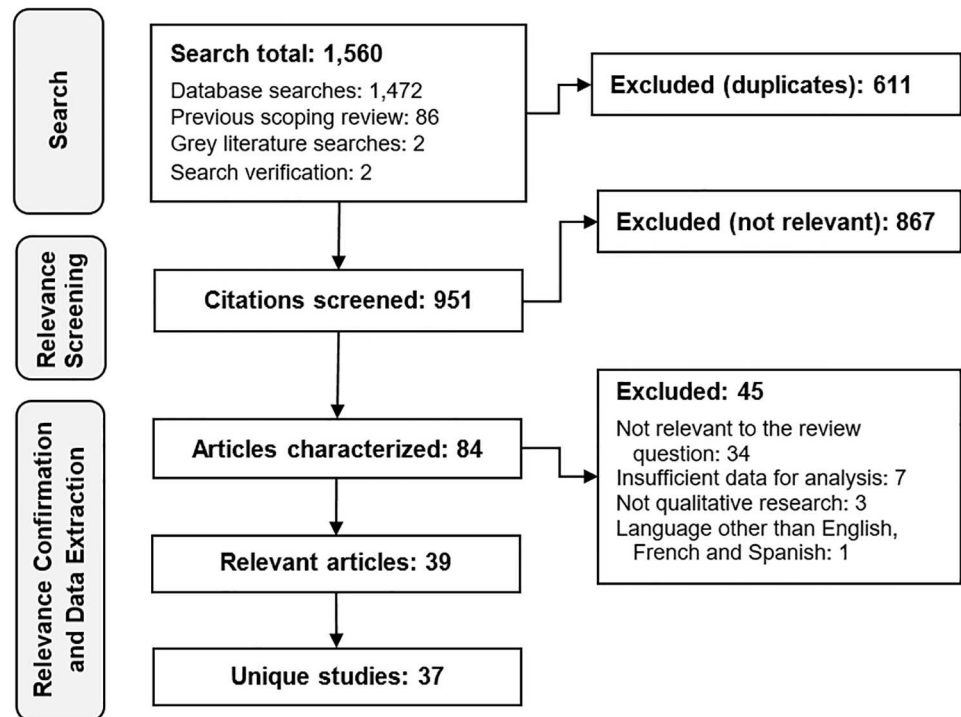 Search
Search total: 1,560
Database searches: 1,472
Previous scoping review: 86
Grey literature searches: 2
Search verification: 2
Excluded (duplicates): 611
Relevance
Screening
Citations screened: 951
Excluded (not relevant): 867
Relevance Confirmation
and Data Extraction
Articles characterized: 84
Excluded: 45
Not relevant to the review
question: 34
Insufficient data for analysis: 7
Not qualitative research: 3
Language other than English,
French and Spanish: 1
Relevant articles: 39
Unique studies: 37